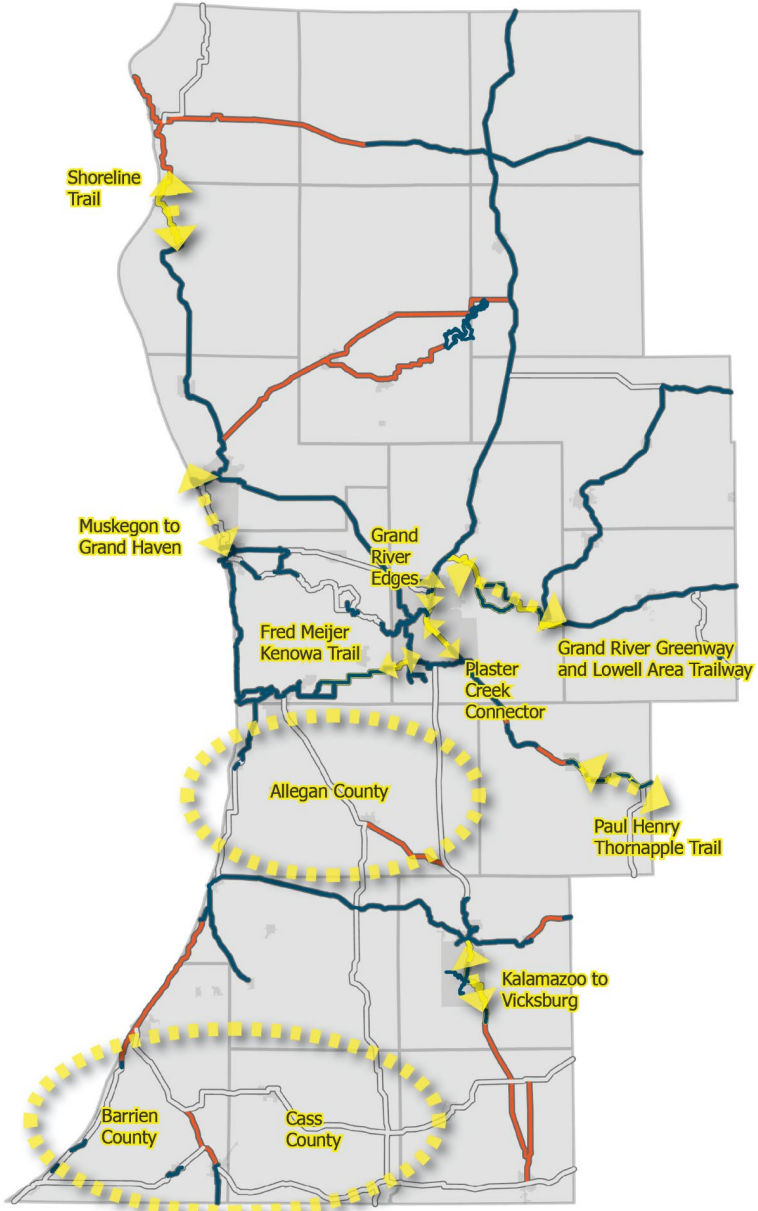 Shoreline
Trail
Muskegon to
Grand Haven
Grand
River
Edges
Fred Meijer
Kenowa Trail
Grand River Greenway
and Lowell Area Trailway
Plaster
Creek
Connector
Allegan County
Paul Henry
Thornapple Trail
Kalamazoo to
Vicksburg
Barrien
County
Cass
County